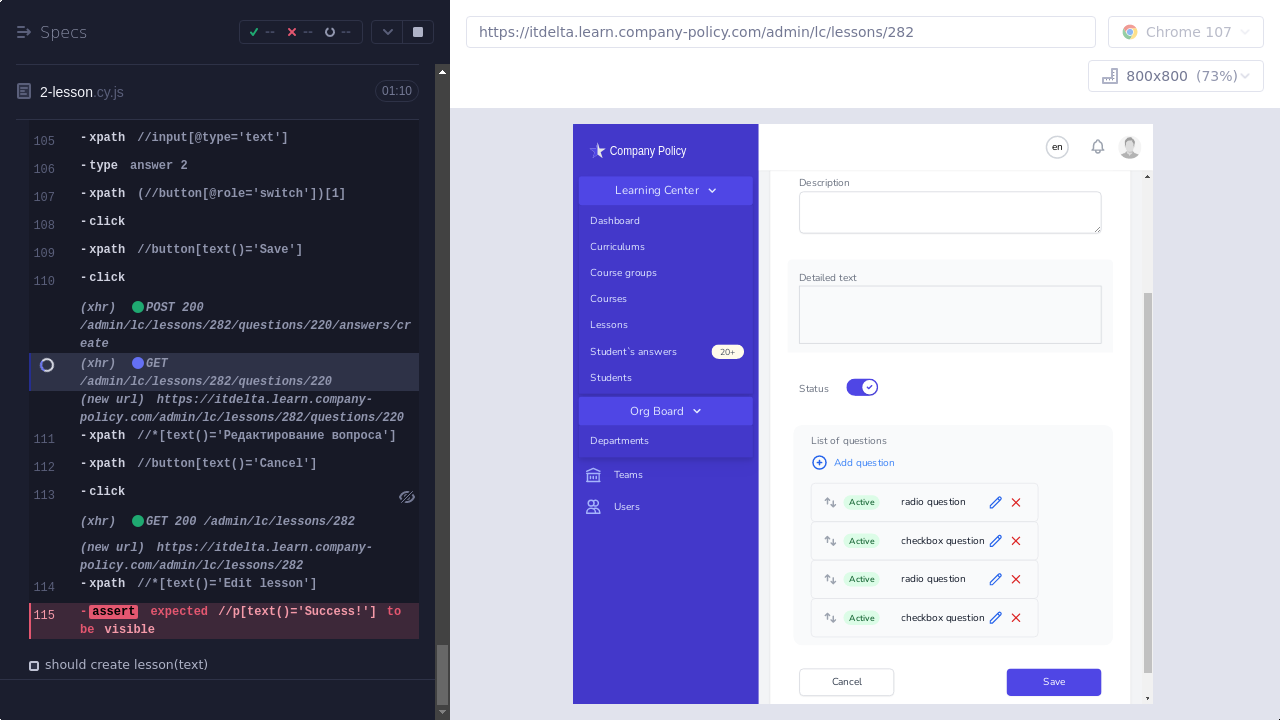 Specs
--
--
--
2-lesson.cy.js
01:10
105 -xpath //input[@type='text']
106 -type answer 2
107 -xpath (//button[@role='switch'])[1]
108 -click
109 -xpath //button[text()='Save']
110 -click
(xhr) POST 200
/admin/lc/lessons/282/questions/220/answers/cr
eate
(xhr) GET
/admin/lc/lessons/282/questions/220
(new url) https://itdelta.learn.company-
policy.com/admin/lc/lessons/282/questions/220
111 -xpath //*[text()='Редактирование вопроса']
112 -xpath //button[text()='Cancel']
113 -click
(xhr) GET 200 /admin/lc/lessons/282
(new url) https://itdelta.learn.company-
policy.com/admin/lc/lessons/282
114 -xpath //*[text()='Edit lesson']
115 -assert expected //p[text()='Success!'] to
be visible
should create lesson(text)
https://itdelta.learn.company-policy.com/admin/lc/lessons/282
Chrome 107
800x800 (73%)
Company Policy
en
Learning Center
Dashboard
Curriculums
Course groups
Courses
Lessons
Student`s answers 20+
Students
Org Board
Departments
Teams
Users
Description
Detailed text
Status
List of questions
Add question
Active radio question
Active checkbox question
Active radio question
Active checkbox question
Cancel
Save